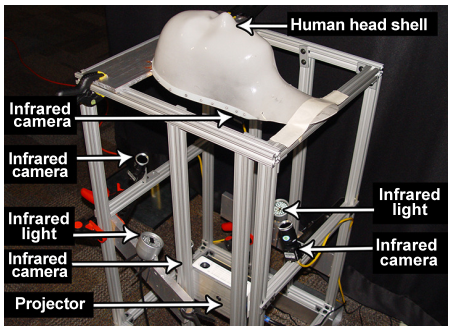 Human head shell
Infrared
camera
Infrared
camera
Infrared
light
Infrared
light
Infrared
camera
Infrared
camera
Projector